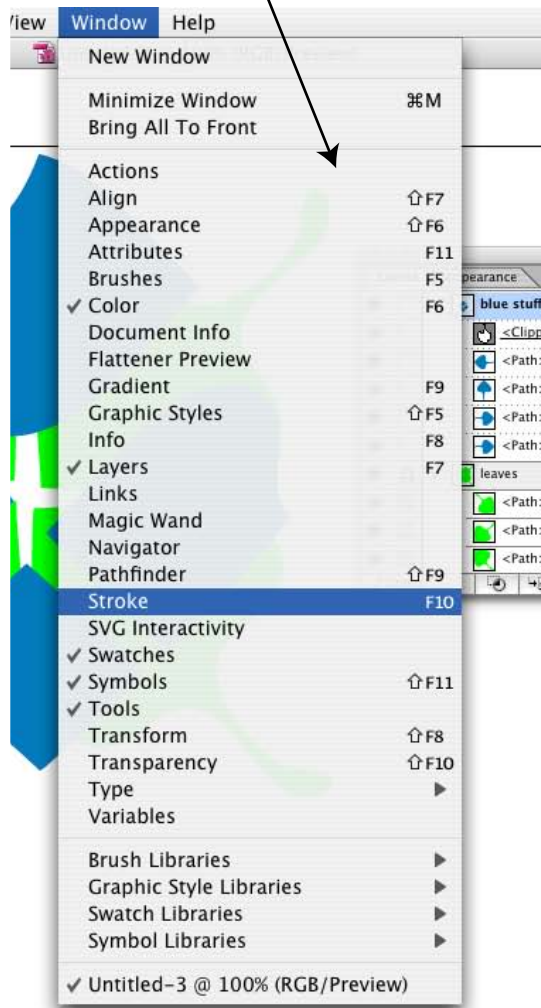 View Window Help
New Window
Minimize Window ⌘M
Bring All To Front
Actions
Align ⇧F7
Appearance ⇧F6
Attributes F11
Brushes F5
✓ Color F6
Document Info
Flattener Preview
Gradient F9
Graphic Styles ⇧F5
Info F8
✓ Layers F7
Links
Magic Wand
Navigator
Pathfinder ⇧F9
Stroke F10
SVG Interactivity
✓ Swatches
✓ Symbols ⇧F11
✓ Tools
Transform ⇧F8
Transparency ⇧F10
Type ▶
Variables
Brush Libraries ▶
Graphic Style Libraries ▶
Swatch Libraries ▶
Symbol Libraries ▶
✓ Untitled-3 @ 100% (RGB/Preview)
pearance
blue stuff
<Clipp
<Path:
<Path:
<Path:
<Path:
leaves
<Path:
<Path:
<Path: